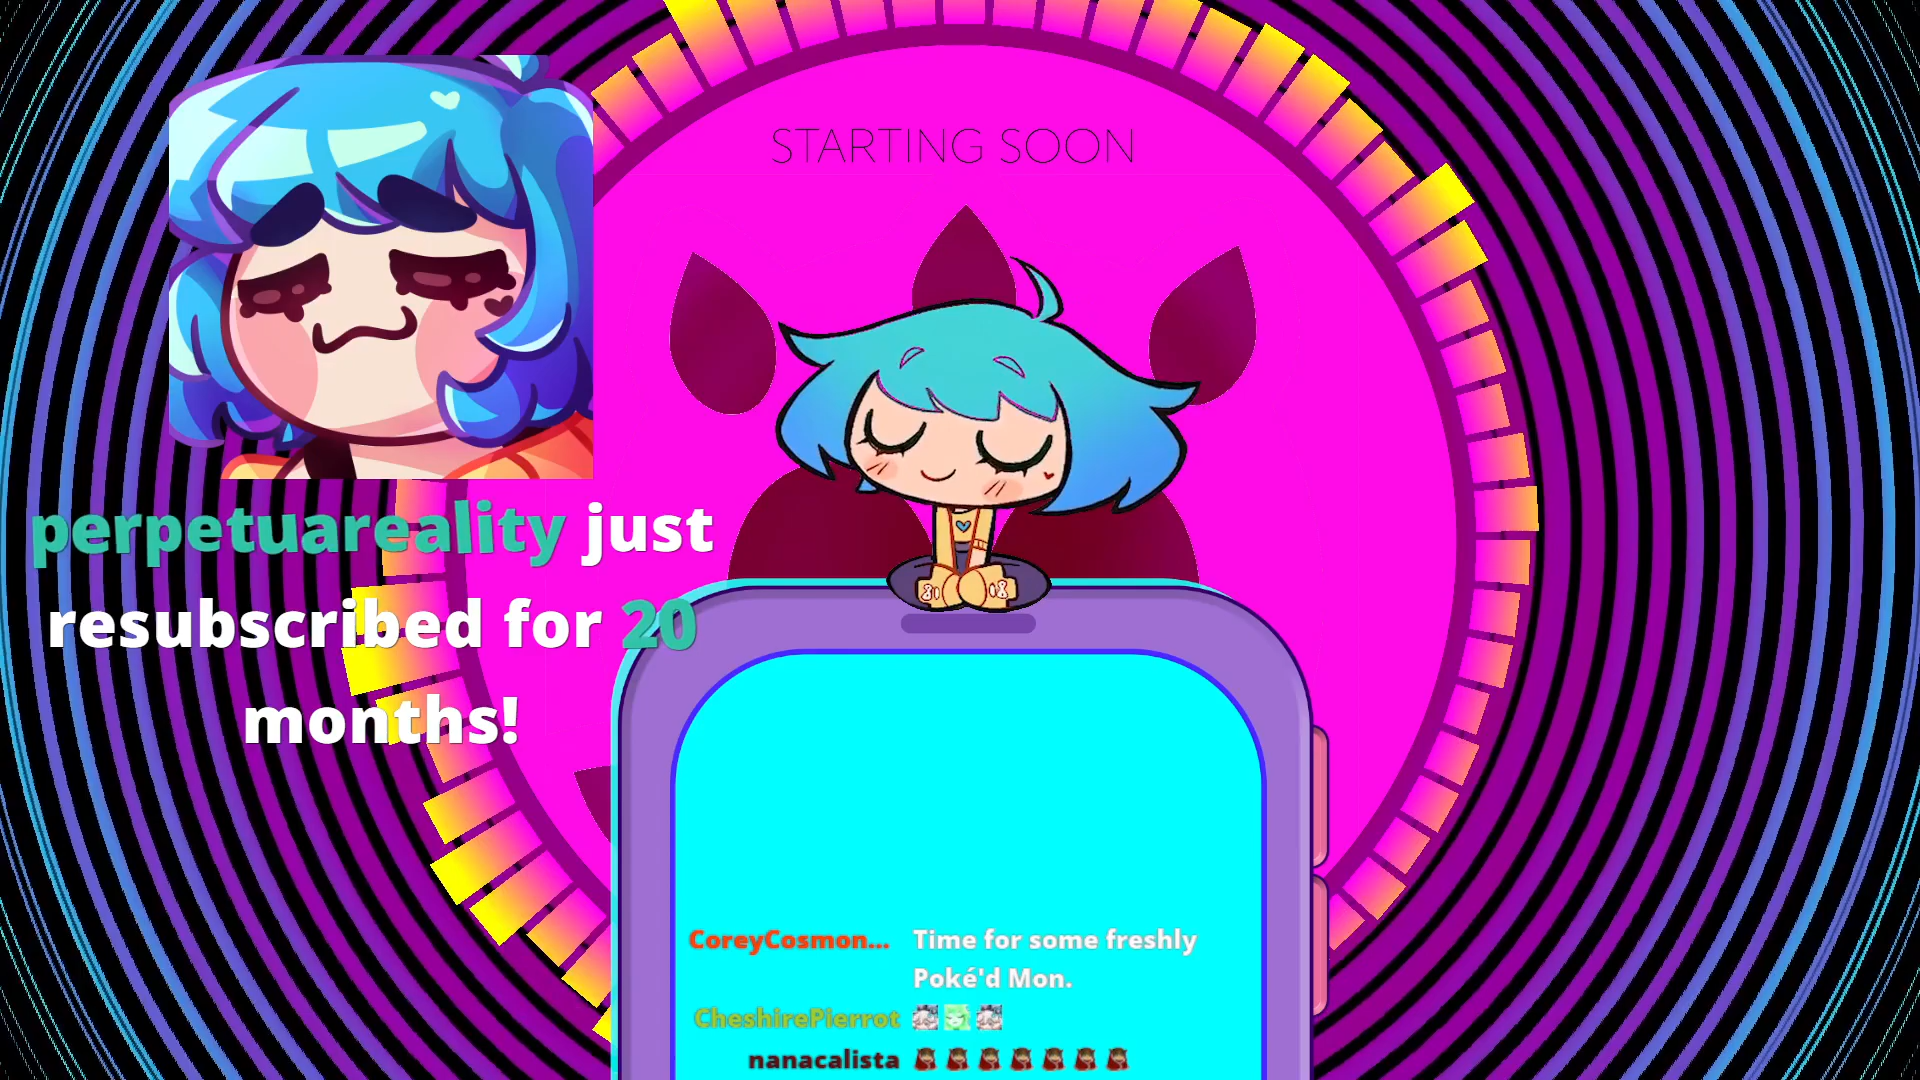 STARTING SOON
perpetuareality just
resubscribed for 20
months!
CoreyCosmon... Time for some freshly
Poké'd Mon.
CheshirePierrot
nanacalista